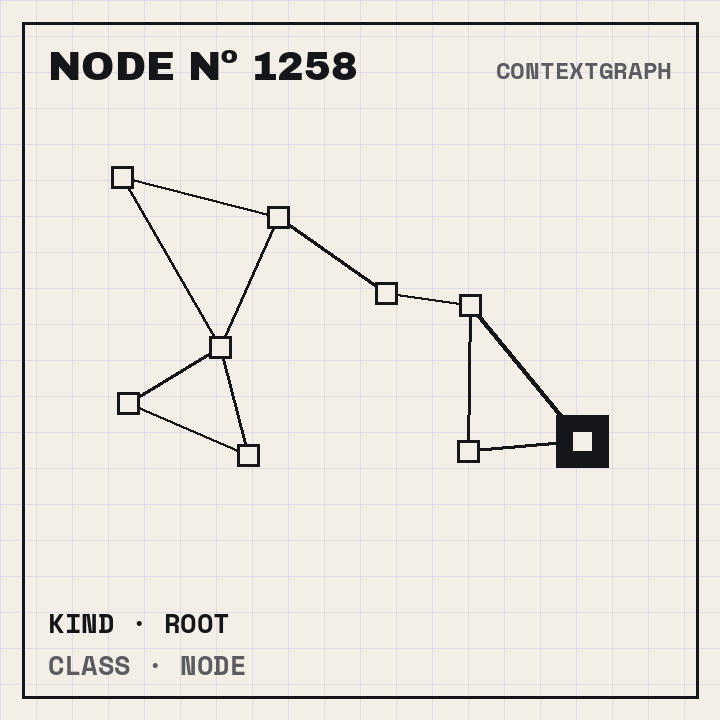 NODE Nº 1258
CONTEXTGRAPH
KIND · ROOT
CLASS · NODE